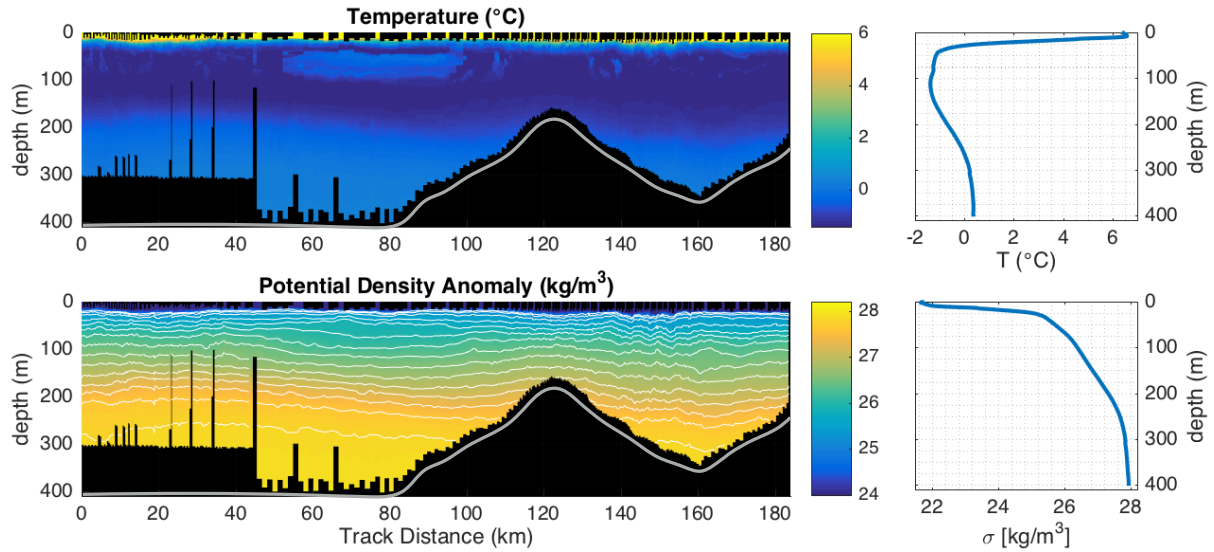 Temperature (°C)
0
100
200
300
400
depth (m)
0 20 40 60 80 100 120 140 160 180
6
4
2
0
0
100
200
300
400
depth (m)
-2 0 2 4 6
T (°C)
Potential Density Anomaly (kg/m³)
0
100
200
300
400
depth (m)
0 20 40 60 80 100 120 140 160 180
Track Distance (km)
28
27
26
25
24
0
100
200
300
400
depth (m)
22 24 26 28
σ [kg/m³]